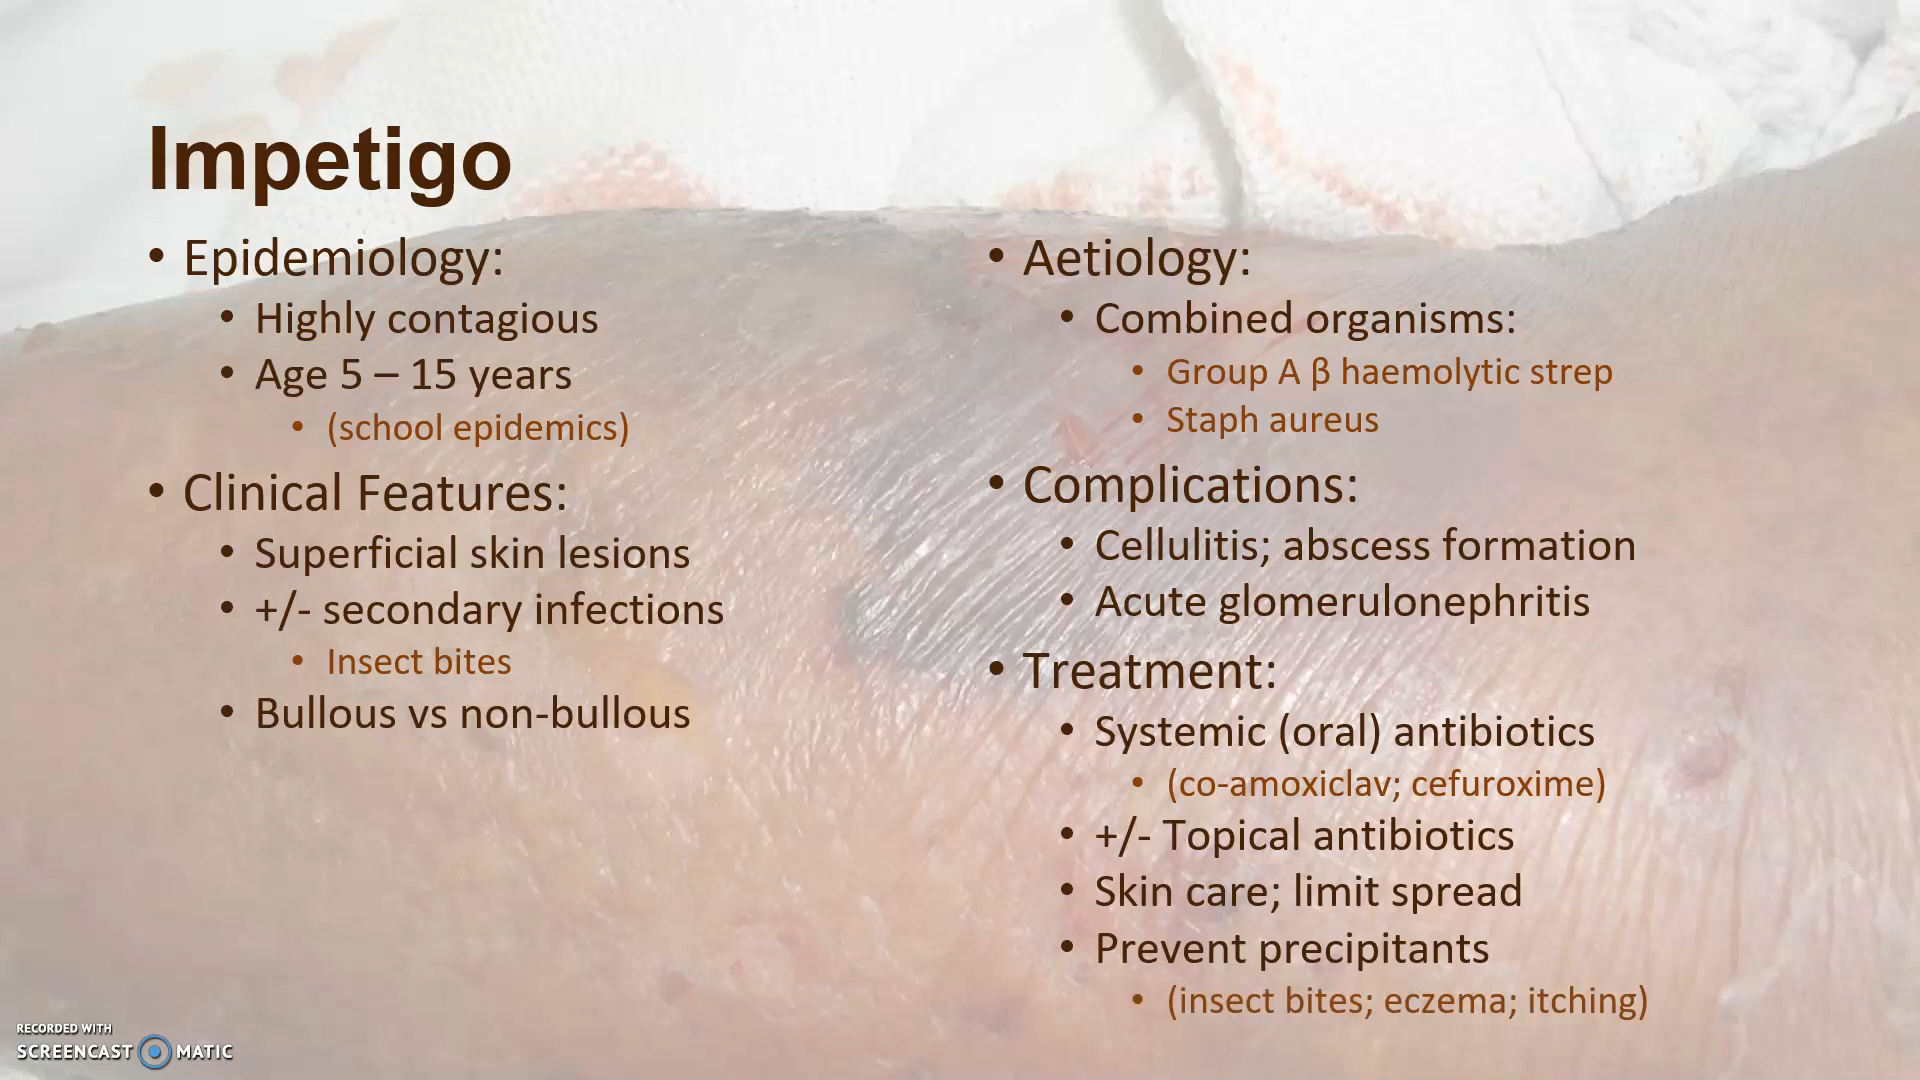 Impetigo
• Epidemiology:
• Highly contagious
• Age 5 – 15 years
• (school epidemics)
• Clinical Features:
• Superficial skin lesions
• +/- secondary infections
• Insect bites
• Bullous vs non-bullous
• Aetiology:
• Combined organisms:
• Group A β haemolytic strep
• Staph aureus
• Complications:
• Cellulitis; abscess formation
• Acute glomerulonephritis
• Treatment:
• Systemic (oral) antibiotics
• (co-amoxiclav; cefuroxime)
• +/- Topical antibiotics
• Skin care; limit spread
• Prevent precipitants
• (insect bites; eczema; itching)
RECORDED WITH
SCREENCAST MATIC